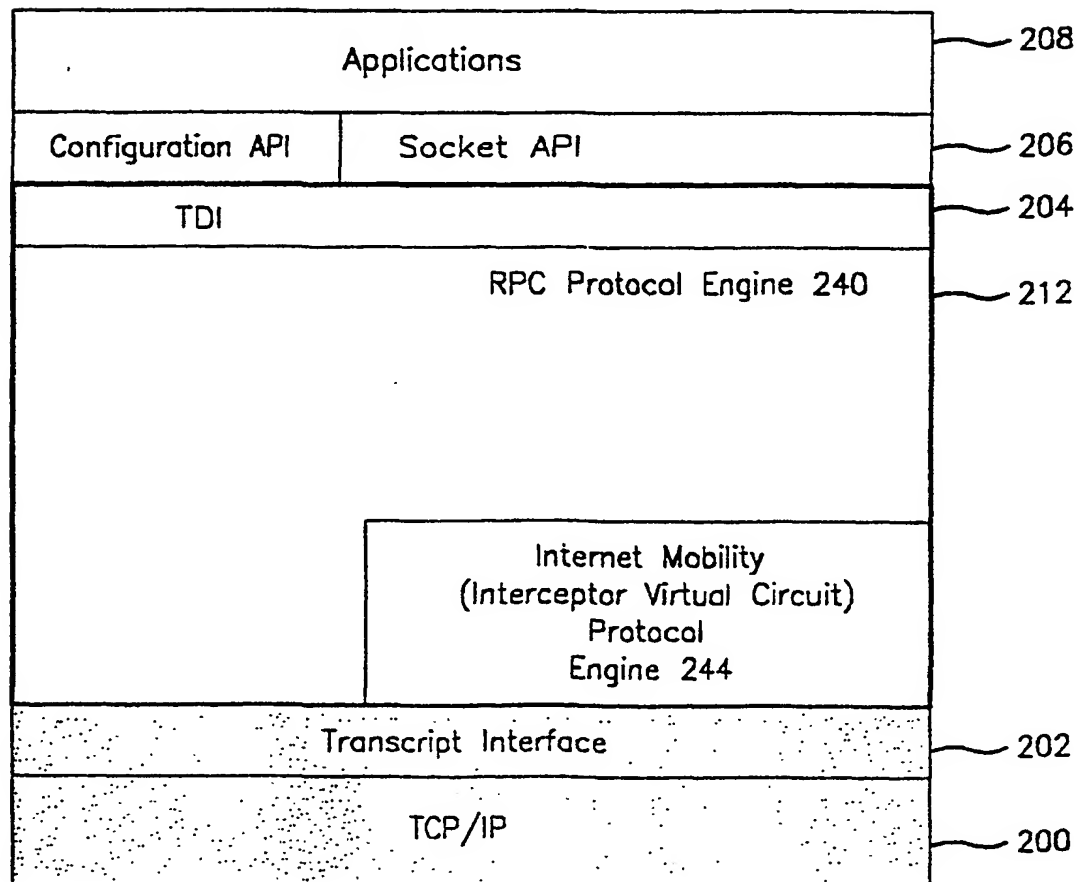 Applications
208
Configuration API
Socket API
206
TDI
204
RPC Protocol Engine 240
212
Internet Mobility
(Interceptor Virtual Circuit)
Protocol
Engine 244
Transcript Interface
202
TCP/IP
200